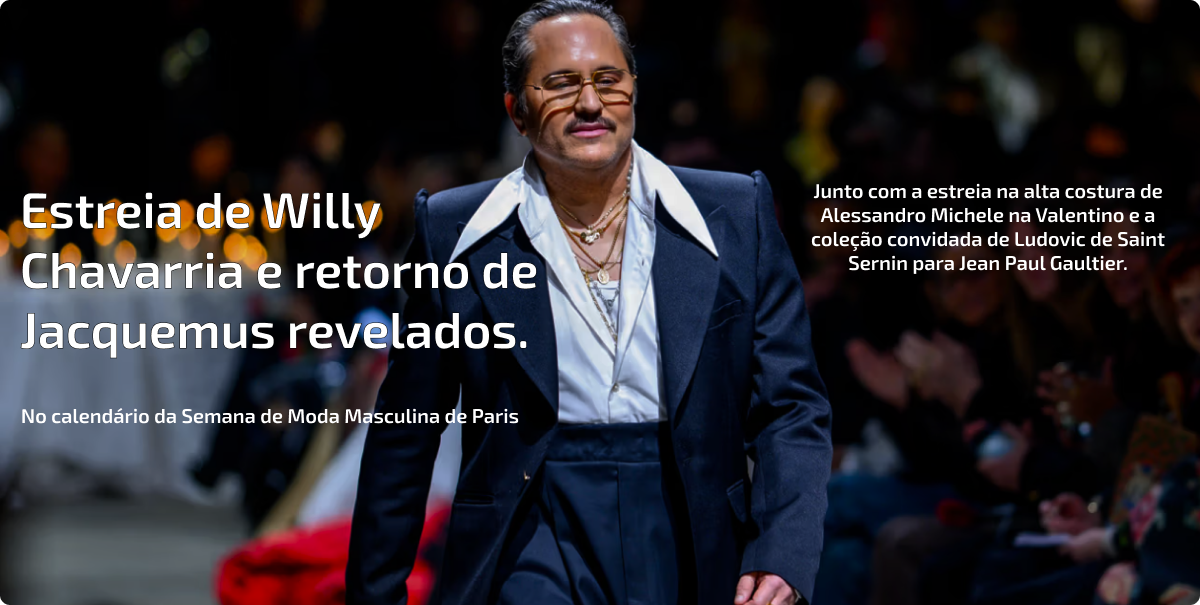 Estreia de Willy
Chavarria e retorno de
Jacquemus revelados.
No calendário da Semana de Moda Masculina de Paris
Junto com a estreia na alta costura de
Alessandro Michele na Valentino e a
coleção convidada de Ludovic de Saint
Sernin para Jean Paul Gaultier.